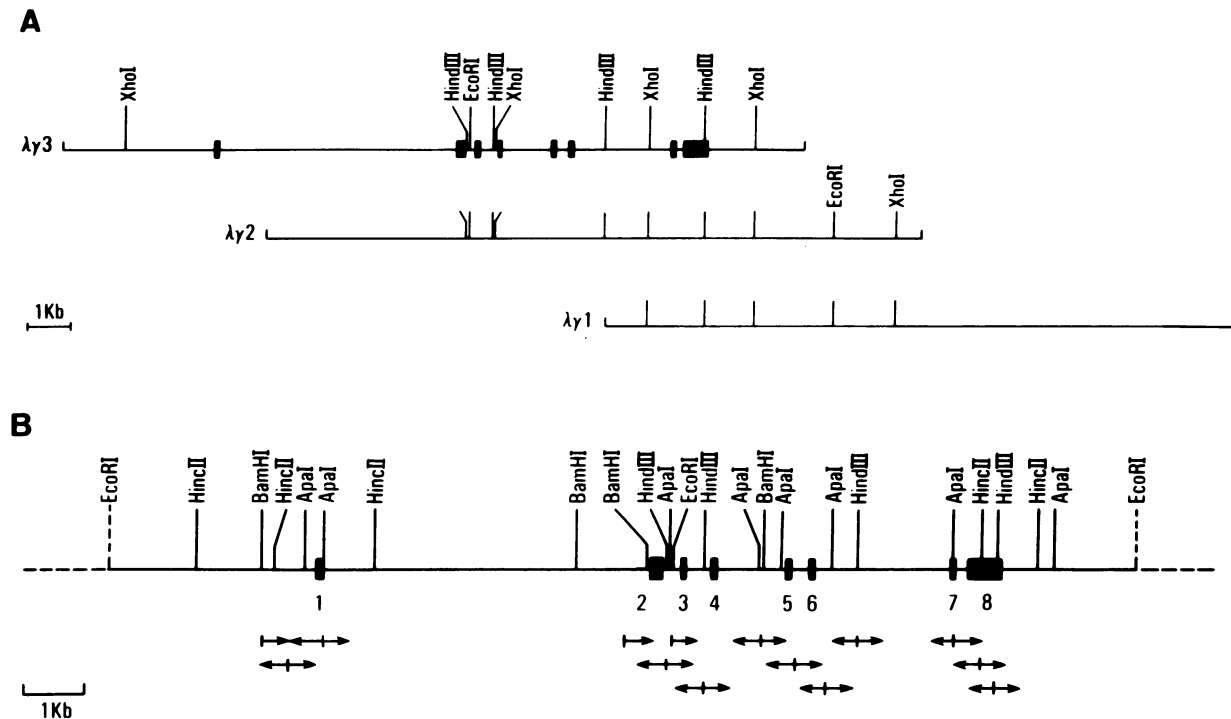 A
XhoI HindIII EcoRI HindIII XhoI HindIII XhoI HindIII XhoI
λγ3
EcoRI XhoI
λγ2
1Kb
λγ1
B
EcoRI HincII BamHI HincII ApaI ApaI HincII BamHI BamHI HindIII ApaI EcoRI HindIII ApaI BamHI ApaI ApaI HindIII ApaI HincII HindIII HincII ApaI EcoRI
1 2 3 4 5 6 7 8
1Kb